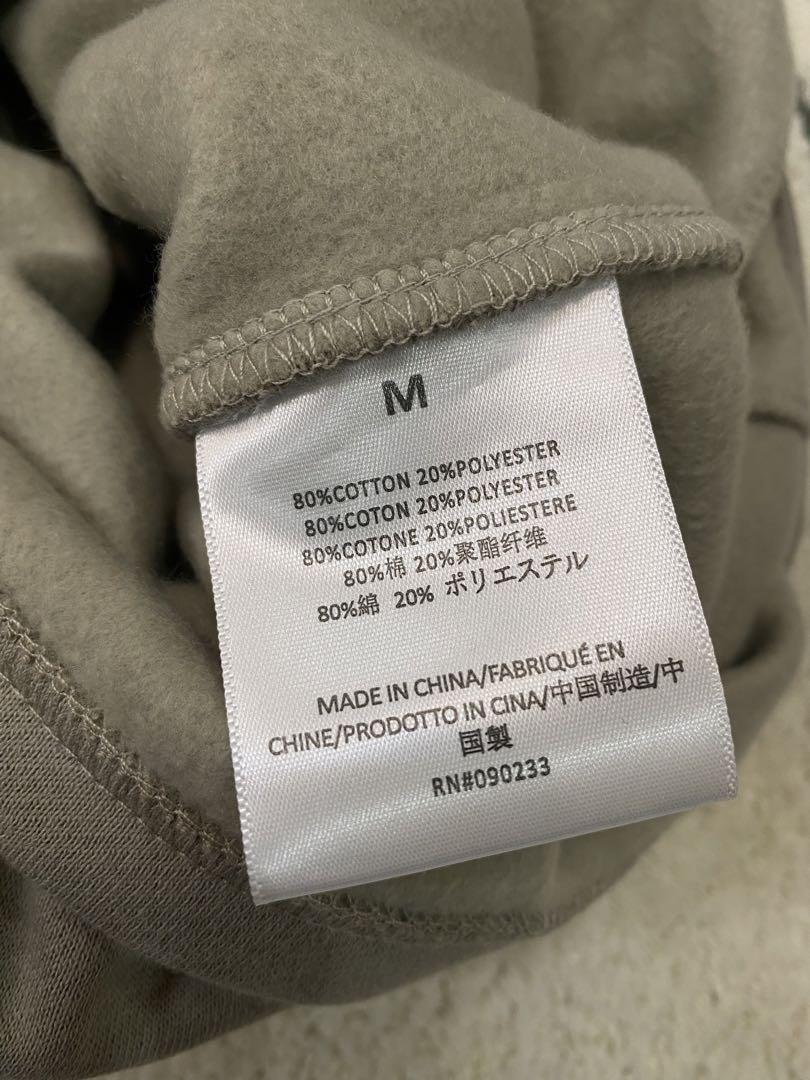 M
80%COTTON 20%POLYESTER
80%COTON 20%POLYESTER
80%COTONE 20%POLIESTERE
80%棉 20%聚酯纤维
80%綿 20% ポリエステル
MADE IN CHINA/FABRIQUÉ EN
CHINE/PRODOTTO IN CINA/中国制造/中
国製
RN#090233